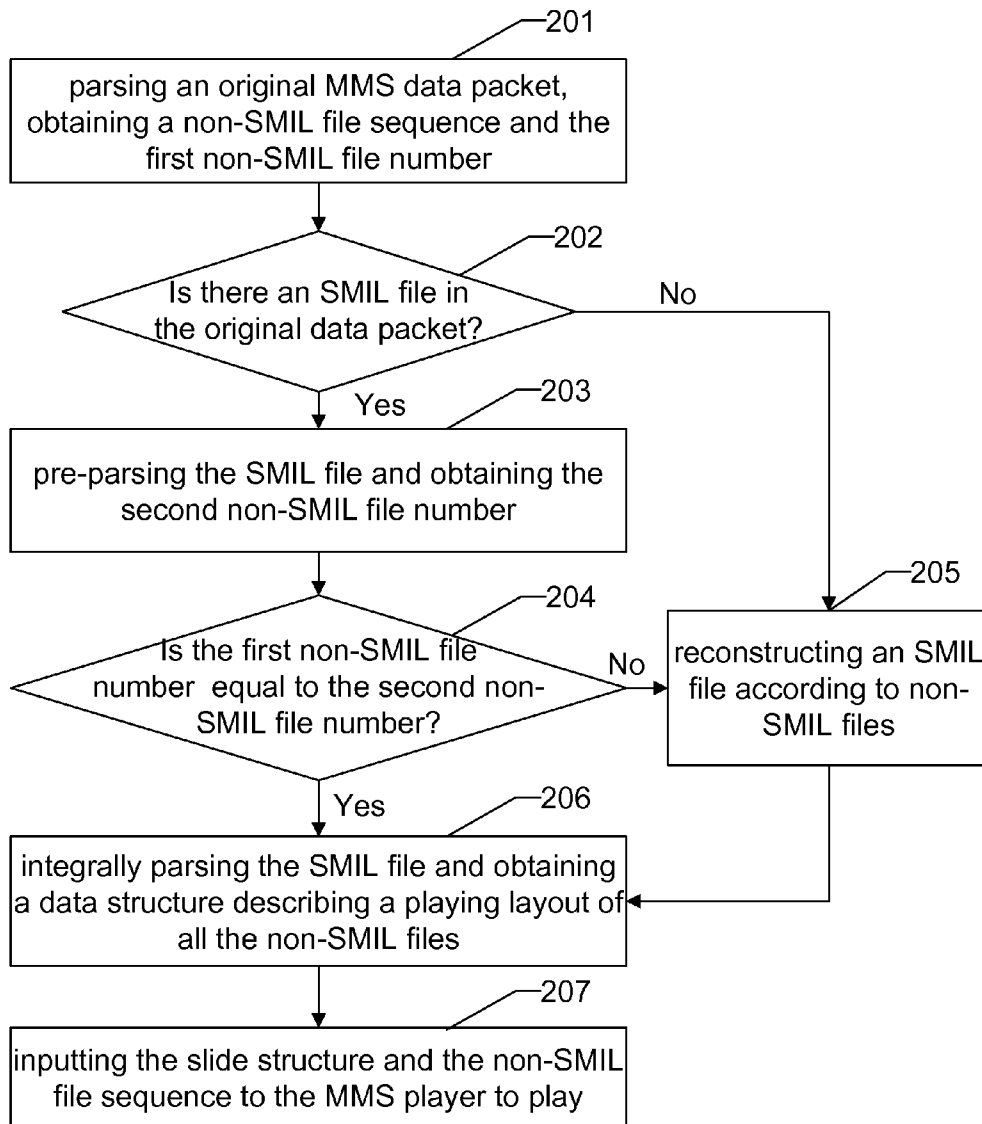 201
parsing an original MMS data packet,
obtaining a non-SMIL file sequence and the
first non-SMIL file number
202
Is there an SMIL file in
the original data packet?
No
Yes
203
pre-parsing the SMIL file and obtaining the
second non-SMIL file number
204
Is the first non-SMIL file
number equal to the second non-
SMIL file number?
No
205
reconstructing an SMIL
file according to non-
SMIL files
Yes
206
integrally parsing the SMIL file and obtaining
a data structure describing a playing layout of
all the non-SMIL files
207
inputting the slide structure and the non-SMIL
file sequence to the MMS player to play